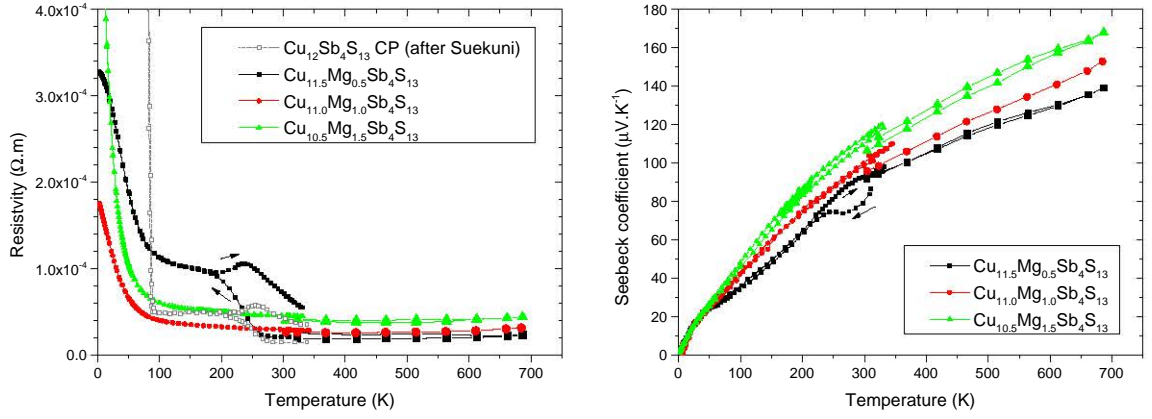 4.0x10⁻⁴
3.0x10⁻⁴
2.0x10⁻⁴
1.0x10⁻⁴
0.0
Resistvity (Ω.m)
Cu₁₂Sb₄S₁₃ CP (after Suekuni)
Cu₁₁.₅Mg₀.₅Sb₄S₁₃
Cu₁₁.₀Mg₁.₀Sb₄S₁₃
Cu₁₀.₅Mg₁.₅Sb₄S₁₃
0 100 200 300 400 500 600 700
Temperature (K)
180
160
140
120
100
80
60
40
20
0
Seebeck coefficient (µV.K⁻¹)
Cu₁₁.₅Mg₀.₅Sb₄S₁₃
Cu₁₁.₀Mg₁.₀Sb₄S₁₃
Cu₁₀.₅Mg₁.₅Sb₄S₁₃
0 100 200 300 400 500 600 700
Temperature (K)